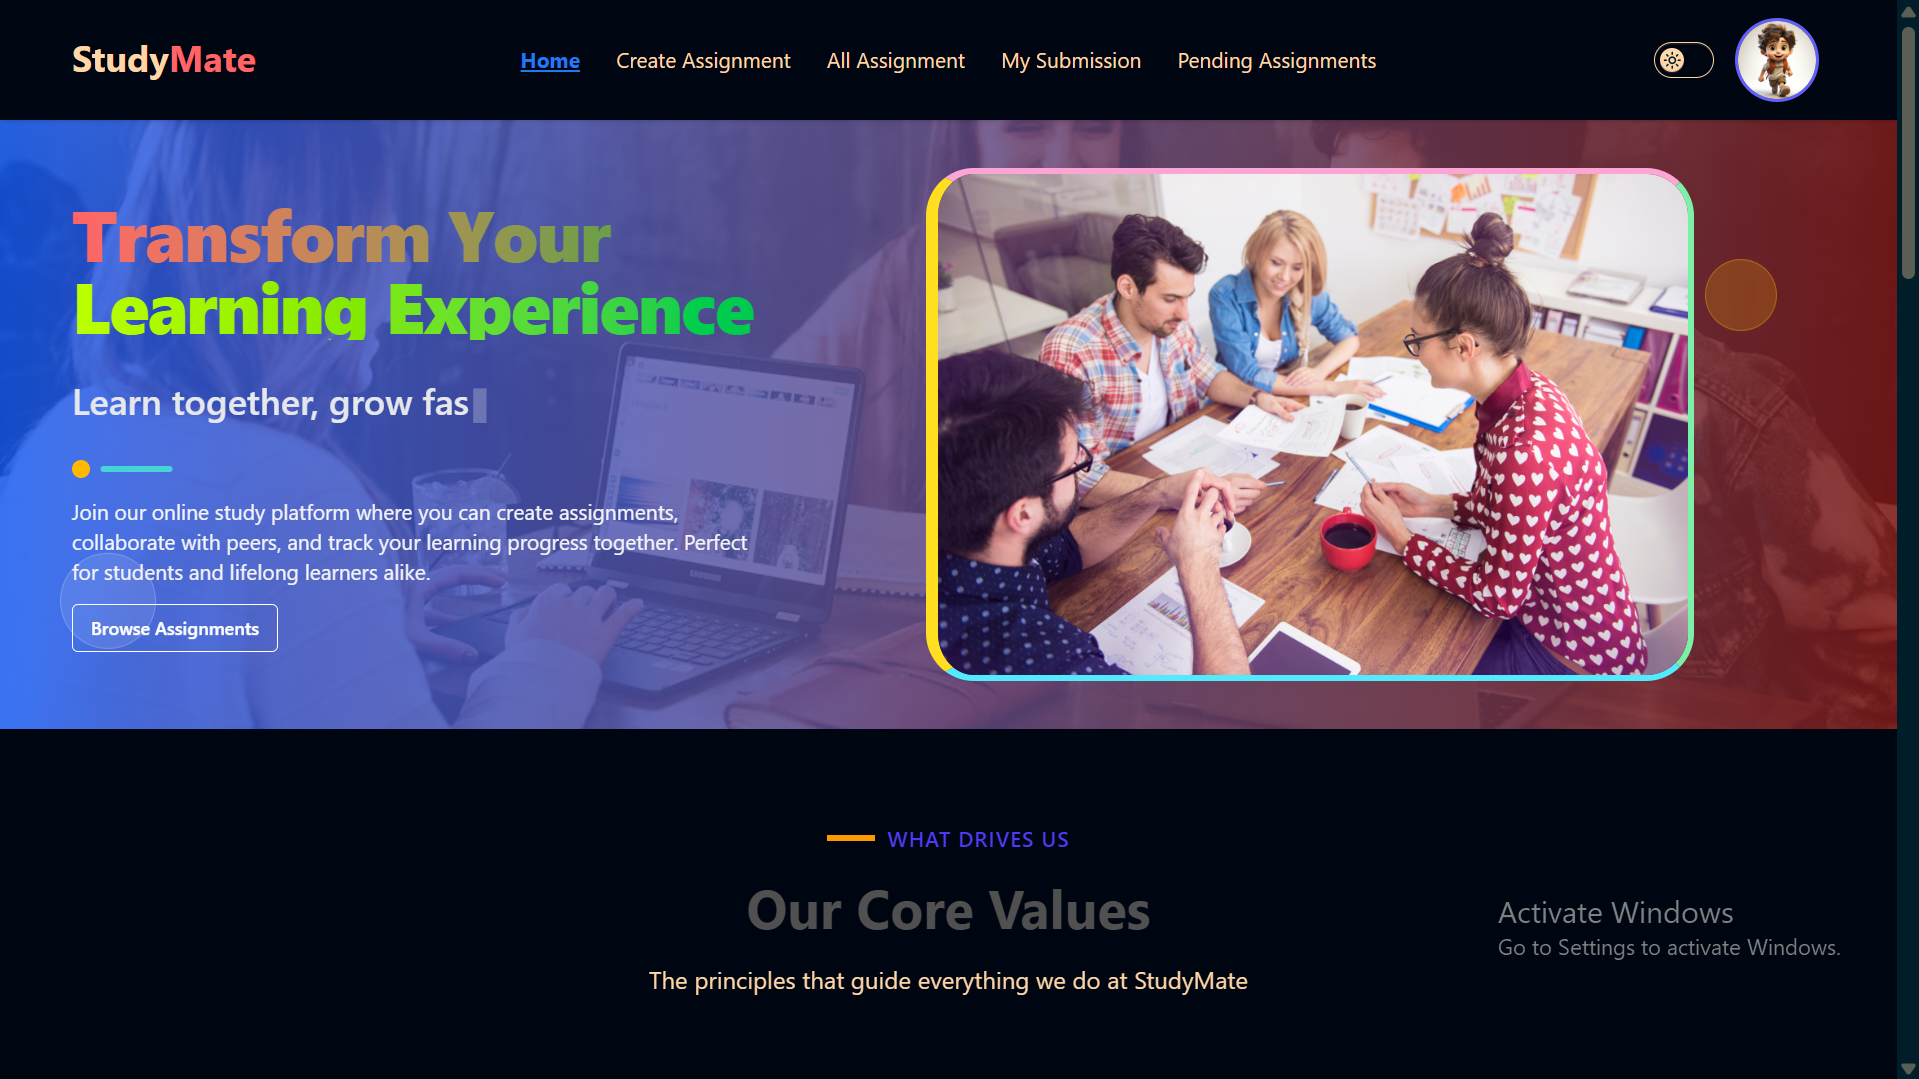 StudyMate
Home
Create Assignment
All Assignment
My Submission
Pending Assignments
Transform Your
Learning Experience
Learn together, grow fas
Join our online study platform where you can create assignments,
collaborate with peers, and track your learning progress together. Perfect
for students and lifelong learners alike.
Browse Assignments
WHAT DRIVES US
Our Core Values
The principles that guide everything we do at StudyMate
Activate Windows
Go to Settings to activate Windows.